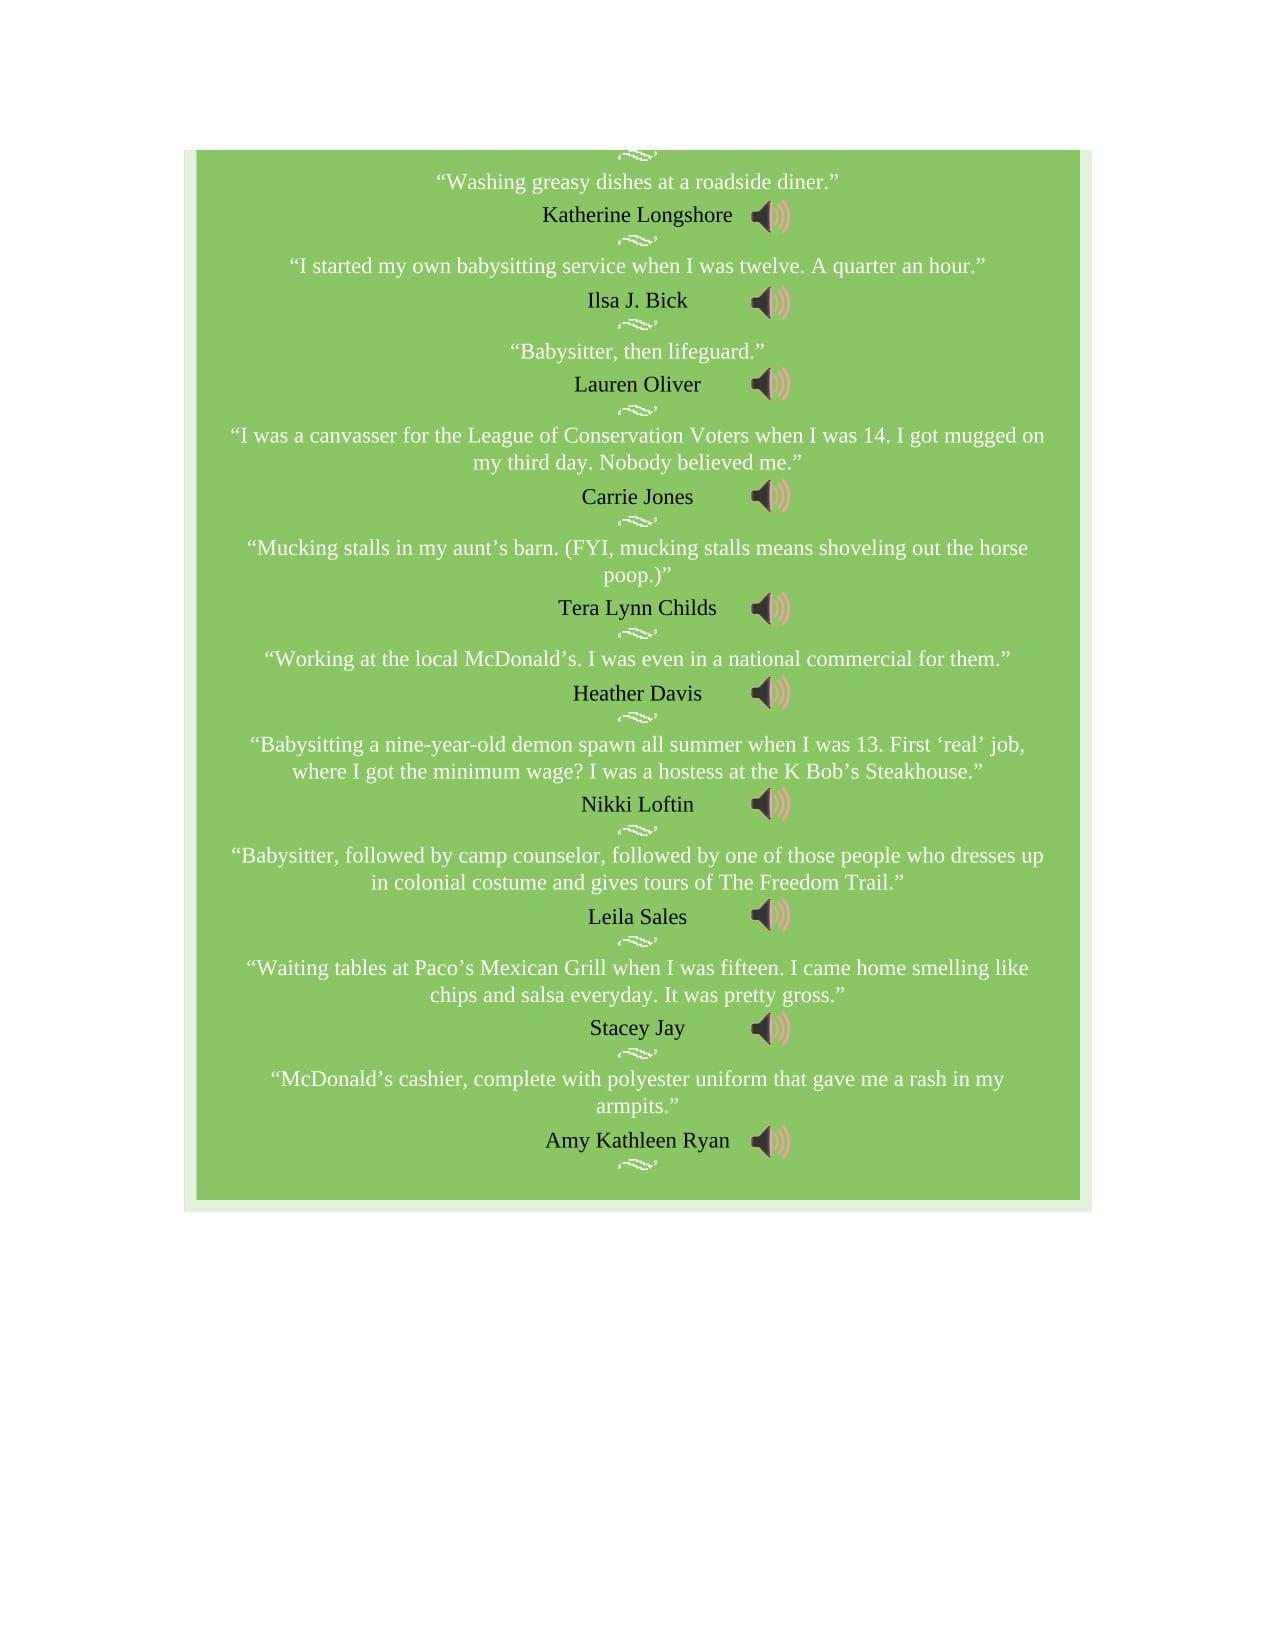 “Washing greasy dishes at a roadside diner.”
Katherine Longshore
“I started my own babysitting service when I was twelve. A quarter an hour.”
Ilsa J. Bick
“Babysitter, then lifeguard.”
Lauren Oliver
“I was a canvasser for the League of Conservation Voters when I was 14. I got mugged on
my third day. Nobody believed me.”
Carrie Jones
“Mucking stalls in my aunt’s barn. (FYI, mucking stalls means shoveling out the horse
poop.)”
Tera Lynn Childs
“Working at the local McDonald’s. I was even in a national commercial for them.”
Heather Davis
“Babysitting a nine-year-old demon spawn all summer when I was 13. First ‘real’ job,
where I got the minimum wage? I was a hostess at the K Bob’s Steakhouse.”
Nikki Loftin
“Babysitter, followed by camp counselor, followed by one of those people who dresses up
in colonial costume and gives tours of The Freedom Trail.”
Leila Sales
“Waiting tables at Paco’s Mexican Grill when I was fifteen. I came home smelling like
chips and salsa everyday. It was pretty gross.”
Stacey Jay
“McDonald’s cashier, complete with polyester uniform that gave me a rash in my
armpits.”
Amy Kathleen Ryan